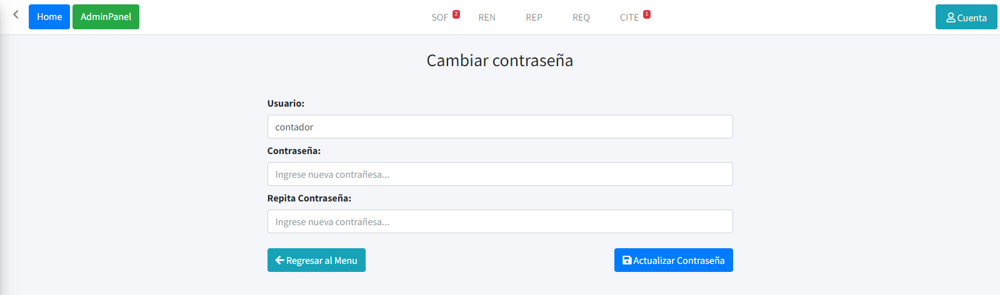 Home AdminPanel SOF 2 REN REP REQ CITE 1 Cuenta
Cambiar contraseña
Usuario:
contador
Contraseña:
Ingrese nueva contrañesa...
Repita Contraseña:
Ingrese nueva contrañesa...
Regresar al Menu Actualizar Contraseña